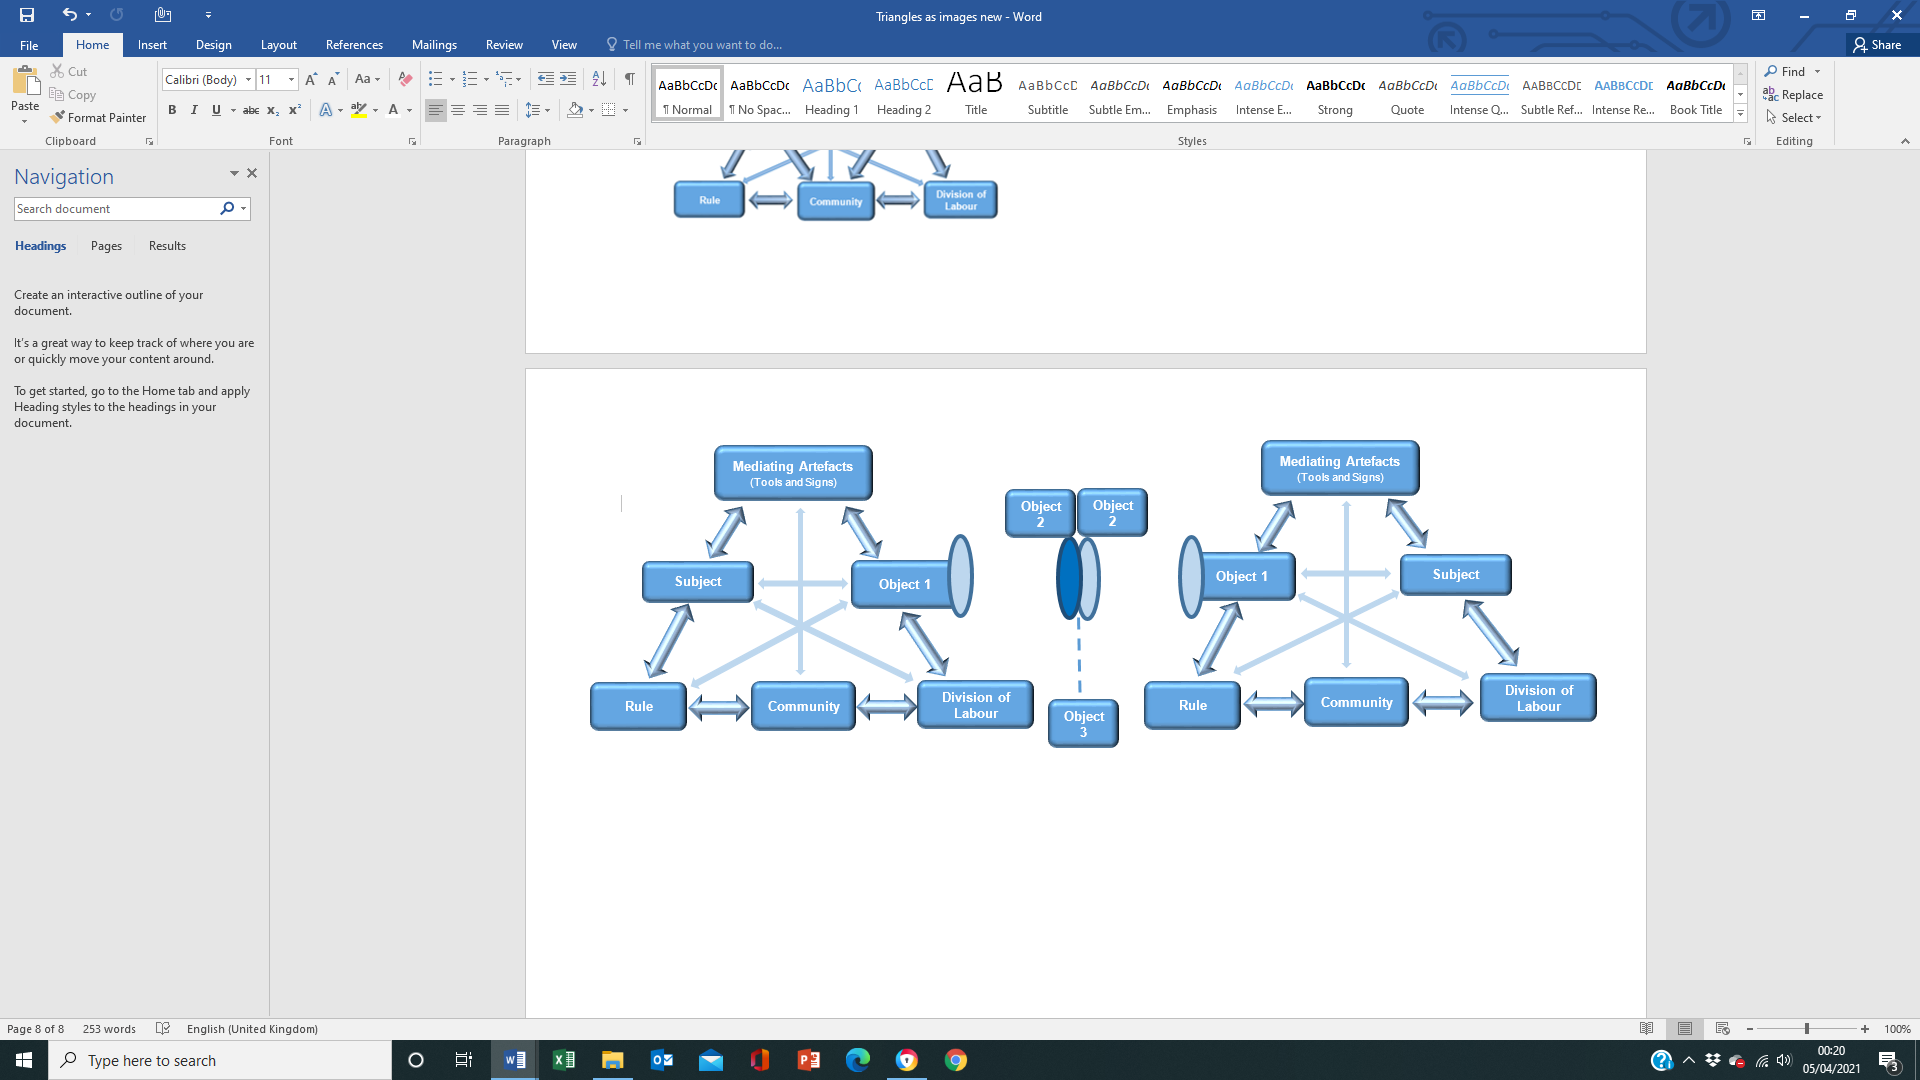 Triangles as images new - Word
File
Home
Insert
Design
Layout
References
Mailings
Review
View
Tell me what you want to do...
Share
Paste
Cut
Copy
Format Painter
Clipboard
Calibri (Body)
11
Font
Paragraph
AaBbCcDc
¶ Normal
AaBbCcDc
¶ No Spac...
AaBbCc
Heading 1
AaBbCcD
Heading 2
AaB
Title
AaBbCcD
Subtitle
AaBbCcDc
Subtle Em...
AaBbCcDc
Emphasis
AaBbCcDc
Intense E...
AaBbCcDc
Strong
AaBbCcDc
Quote
AaBbCcDc
Intense Q...
AABBCCDE
Subtle Ref...
AABBCCDE
Intense Re...
AaBbCcDc
Book Title
Styles
Find
Replace
Select
Editing
Navigation
Search document
Headings
Pages
Results
Create an interactive outline of your
document.
It's a great way to keep track of where you are
or quickly move your content around.
To get started, go to the Home tab and apply
Heading styles to the headings in your
document.
Rule
Community
Division of
Labour
Mediating Artefacts
(Tools and Signs)
Subject
Object 1
Rule
Community
Division of
Labour
Object
2
Object
2
Object
3
Mediating Artefacts
(Tools and Signs)
Object 1
Subject
Rule
Community
Division of
Labour
Page 8 of 8
253 words
English (United Kingdom)
100%
Type here to search
00:20
05/04/2021
3